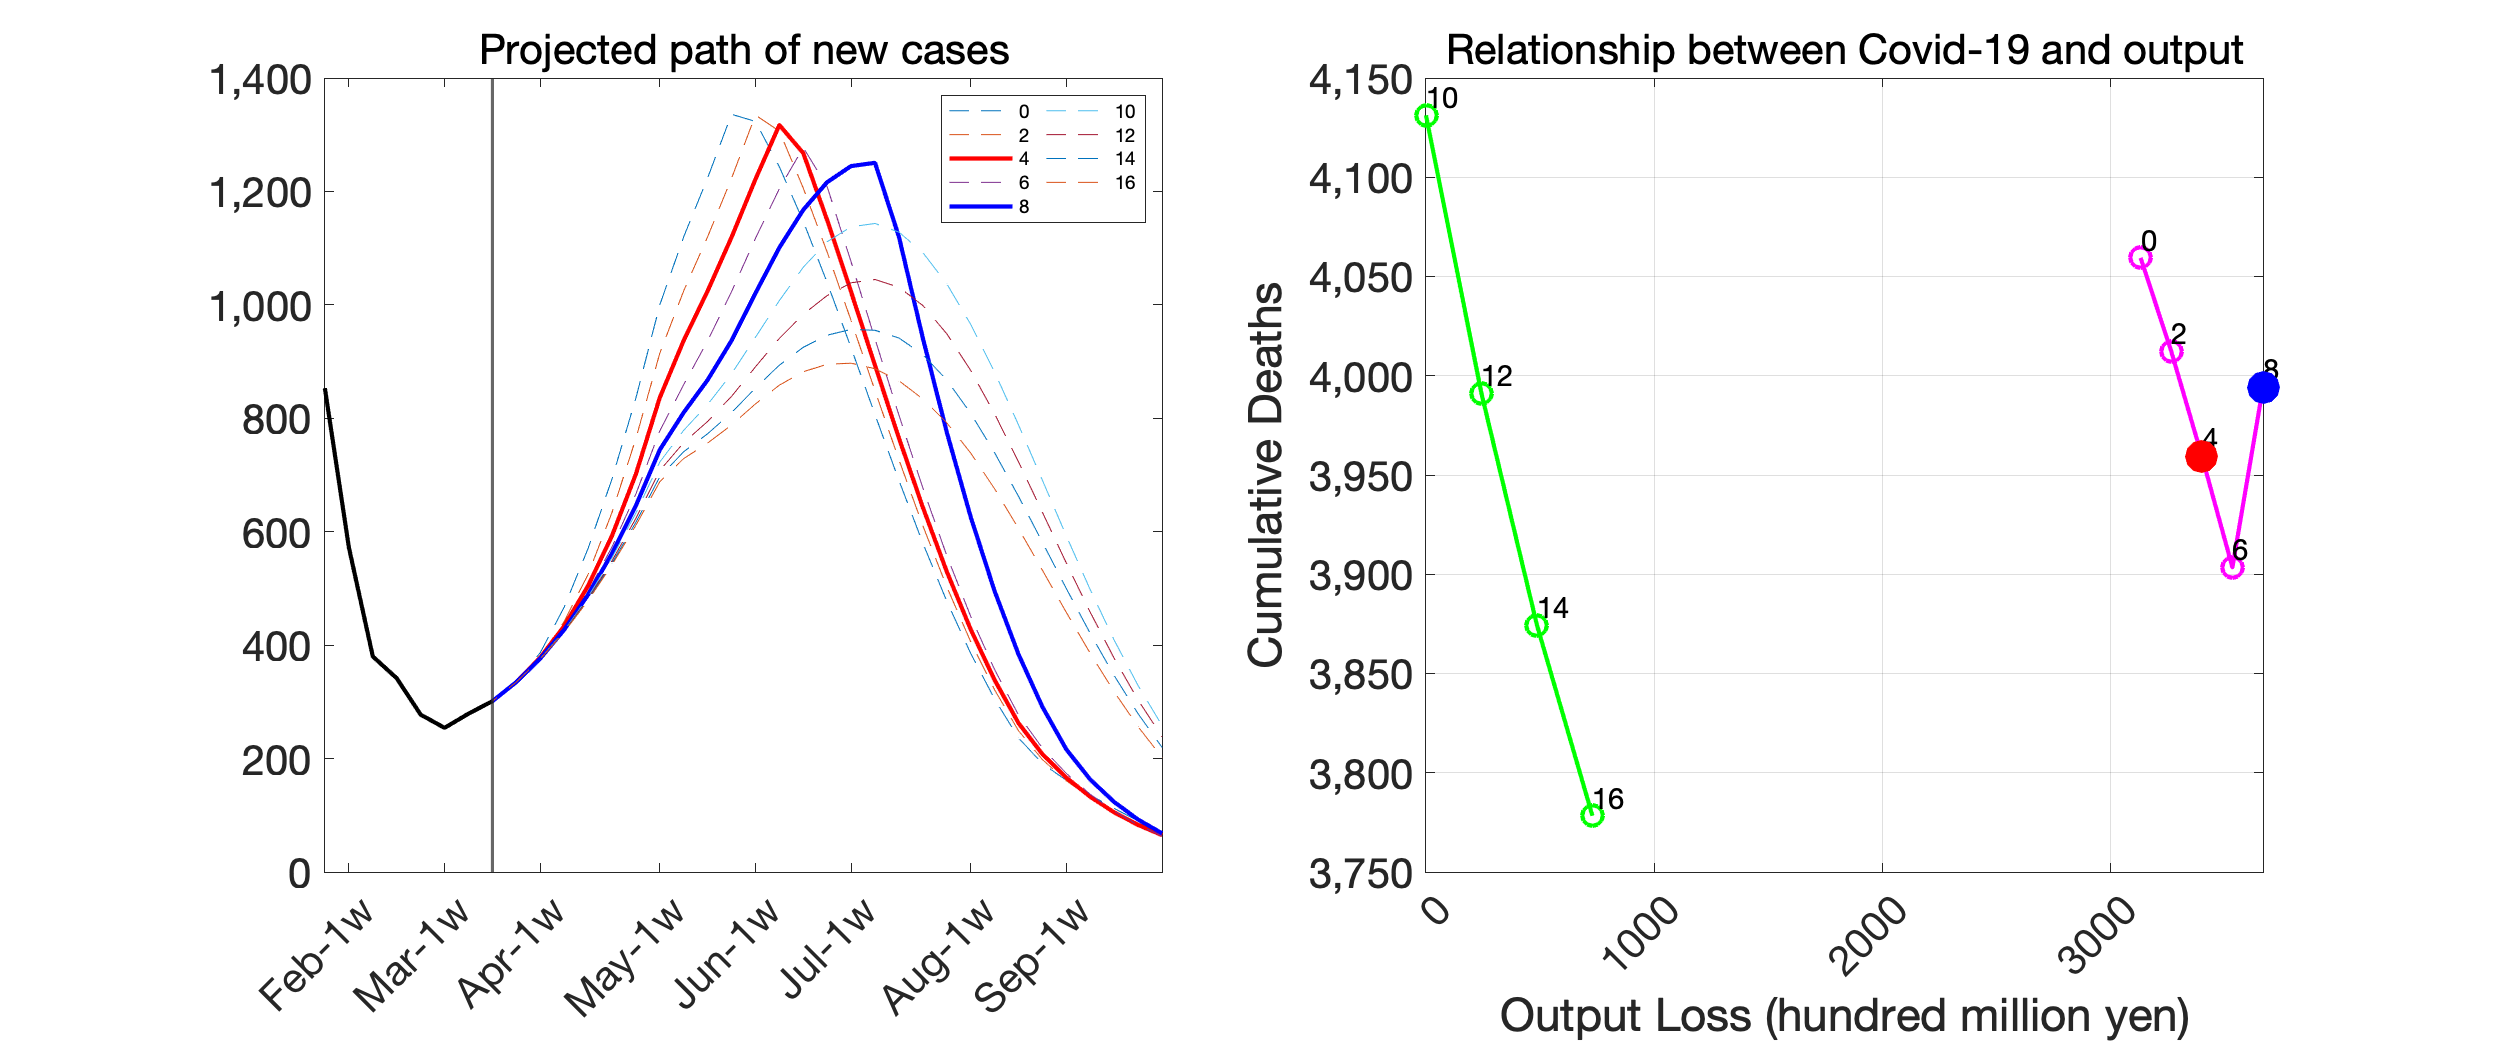 Projected path of new cases
1,400
1,200
1,000
800
600
400
200
0
0 10
2 12
4 14
6 16
8
Feb-1w
Mar-1w
Apr-1w
May-1w
Jun-1w
Jul-1w
Aug-1w
Sep-1w
Relationship between Covid-19 and output
Cumulative Deaths
4,150
4,100
4,050
4,000
3,950
3,900
3,850
3,800
3,750
10
12
14
16
0
2
4
6
8
0
1000
2000
3000
Output Loss (hundred million yen)